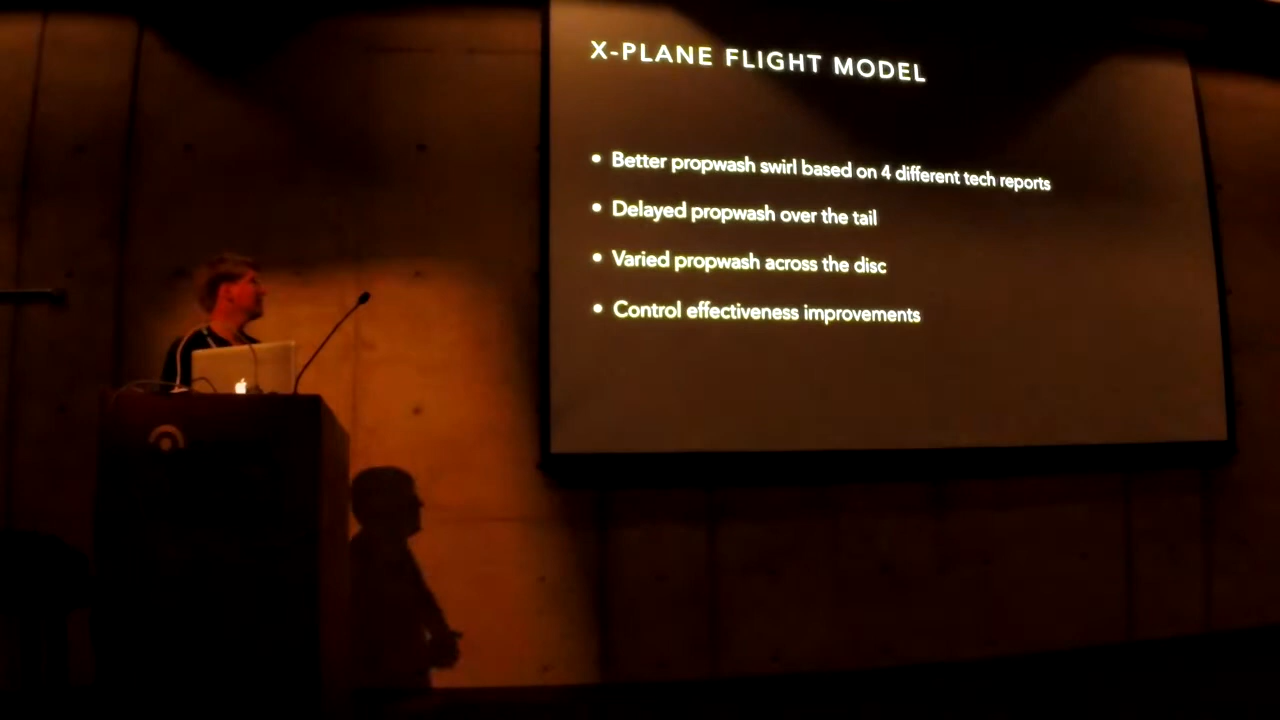 X-PLANE FLIGHT MODEL
• Better propwash swirl based on 4 different tech reports
• Delayed propwash over the tail
• Varied propwash across the disc
• Control effectiveness improvements